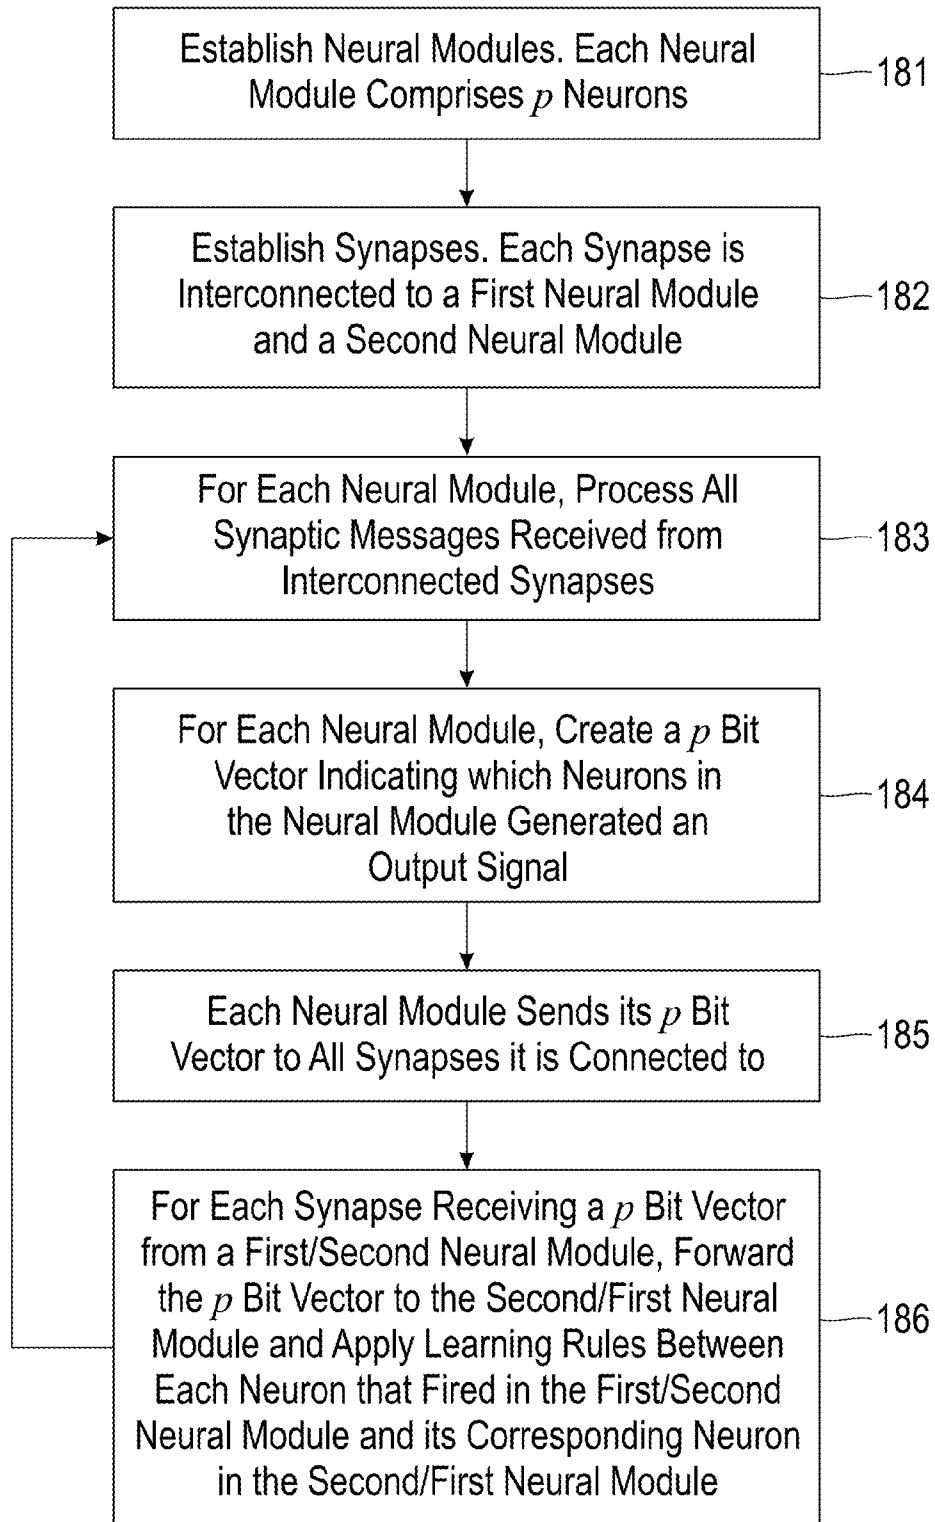 Establish Neural Modules. Each Neural
Module Comprises p Neurons
181
Establish Synapses. Each Synapse is
Interconnected to a First Neural Module
and a Second Neural Module
182
For Each Neural Module, Process All
Synaptic Messages Received from
Interconnected Synapses
183
For Each Neural Module, Create a p Bit
Vector Indicating which Neurons in
the Neural Module Generated an
Output Signal
184
Each Neural Module Sends its p Bit
Vector to All Synapses it is Connected to
185
For Each Synapse Receiving a p Bit Vector
from a First/Second Neural Module, Forward
the p Bit Vector to the Second/First Neural
Module and Apply Learning Rules Between
Each Neuron that Fired in the First/Second
Neural Module and its Corresponding Neuron
in the Second/First Neural Module
186